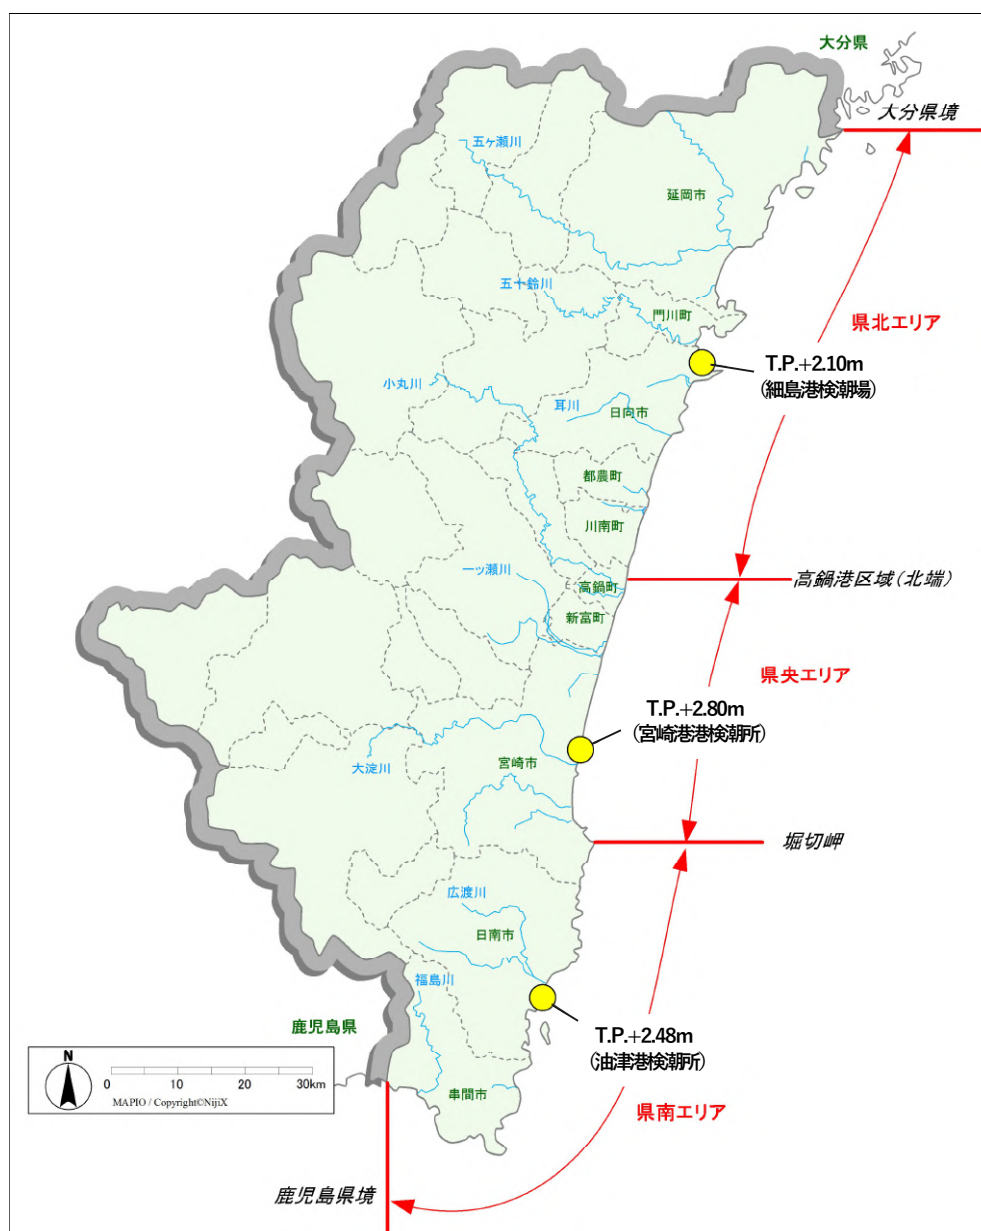 大分県
大分県境
五ヶ瀬川
延岡市
五十鈴川
門川町
県北エリア
T.P.+2.10m
(細島港検潮場)
小丸川
耳川
日向市
都農町
川南町
一ッ瀬川
高鍋町
高鍋港区域(北端)
新富町
県央エリア
T.P.+2.80m
(宮崎港港検潮所)
大淀川
宮崎市
堀切岬
広渡川
日南市
福島川
鹿児島県
T.P.+2.48m
(油津港検潮所)
N
0 10 20 30km
MAPIO / Copyright©NijiX
串間市
県南エリア
鹿児島県境